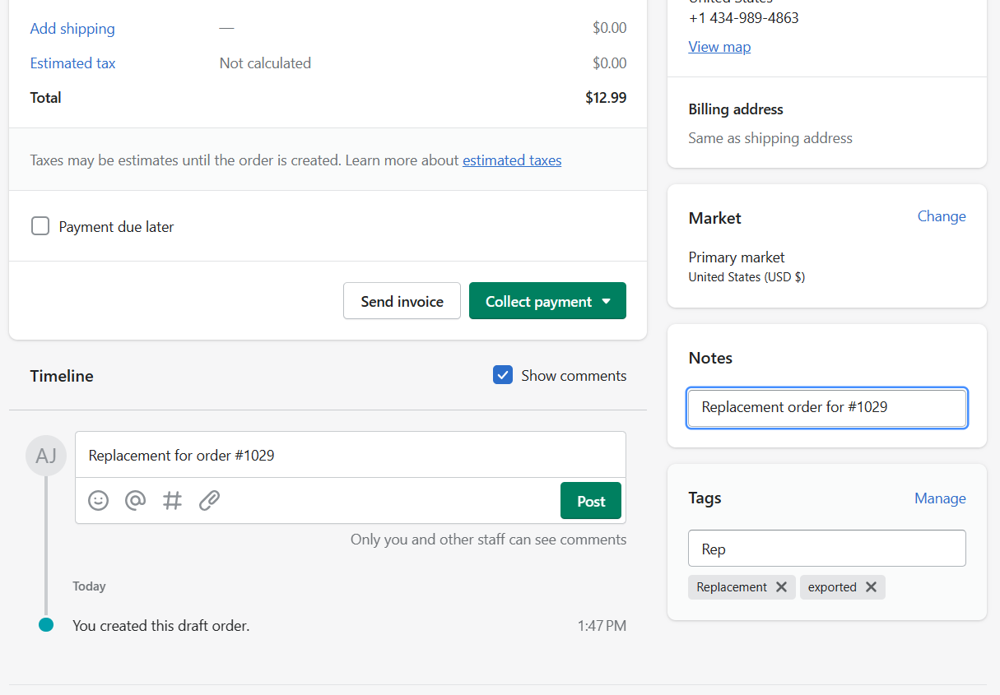 Add shipping — $0.00
Estimated tax Not calculated $0.00
Total $12.99
Taxes may be estimates until the order is created. Learn more about estimated taxes
Payment due later
Send invoice Collect payment
Timeline Show comments
AJ Replacement for order #1029
Post
Only you and other staff can see comments
Today
You created this draft order. 1:47 PM
United States
+1 434-989-4863
View map
Billing address
Same as shipping address
Market Change
Primary market
United States (USD $)
Notes
Replacement order for #1029
Tags Manage
Rep
Replacement exported